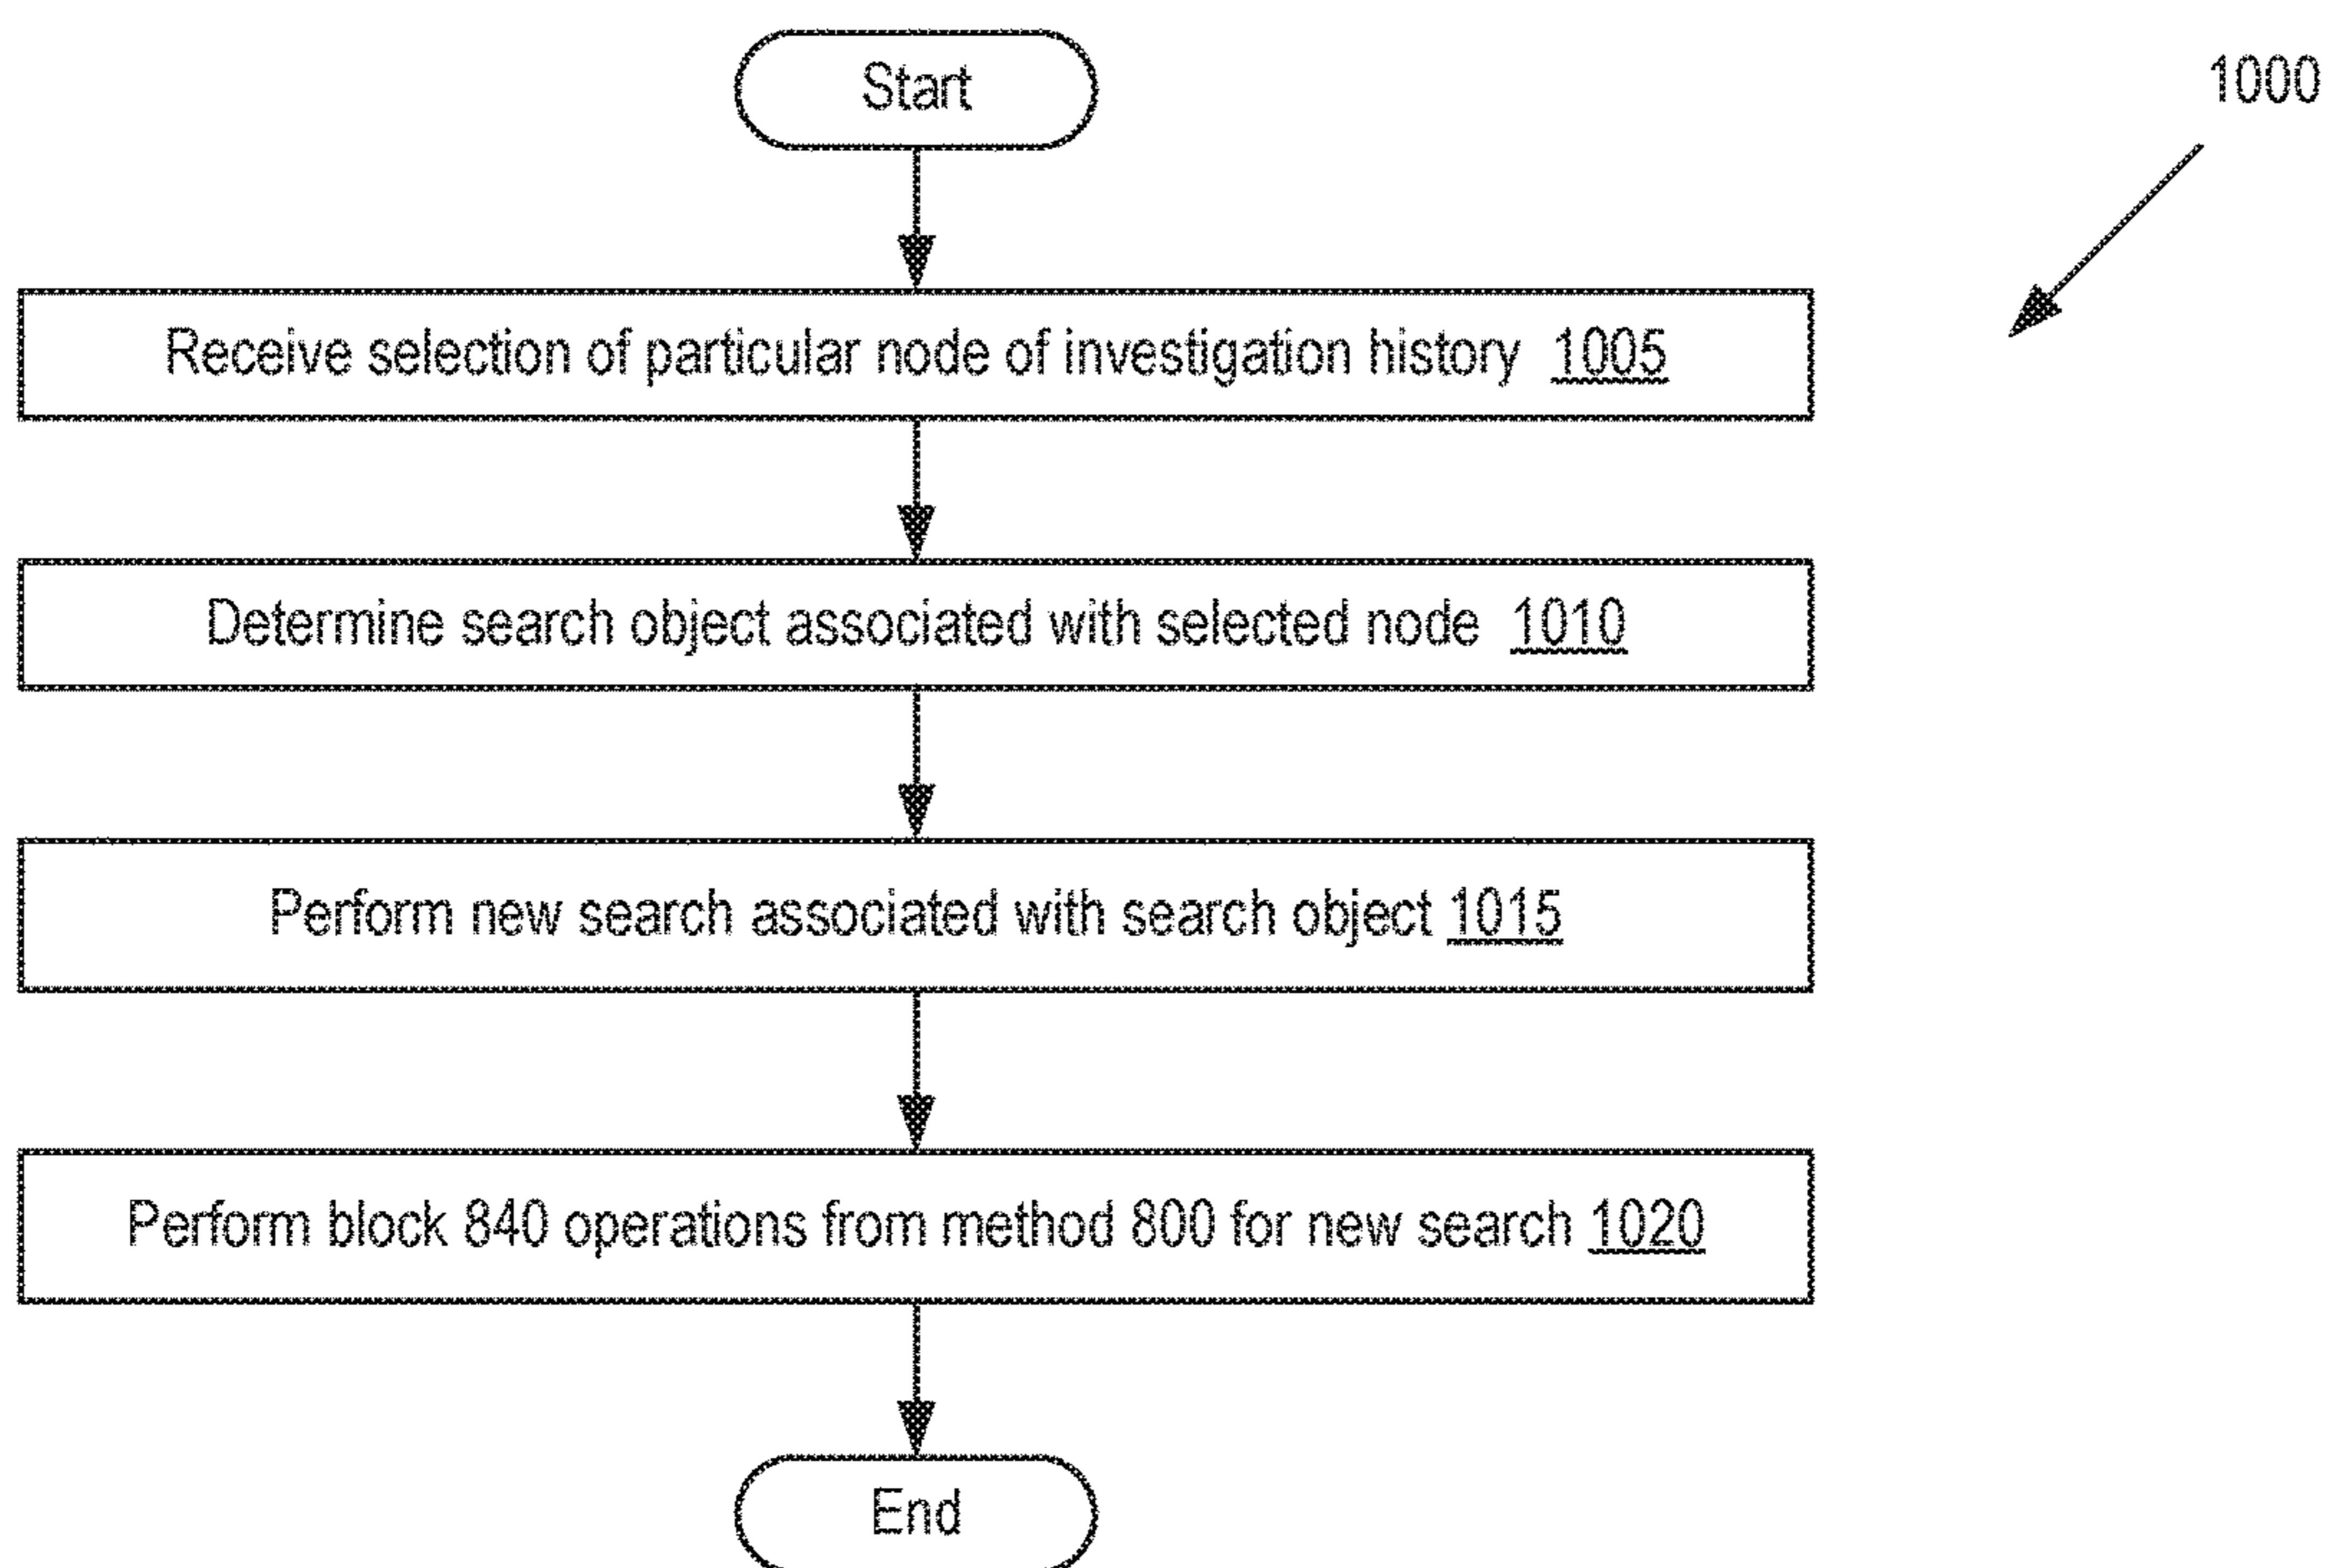 Start
1000
Receive selection of particular node of investigation history 1005
Determine search object associated with selected node 1010
Perform new search associated with search object 1015
Perform block 840 operations from method 800 for new search 1020
End